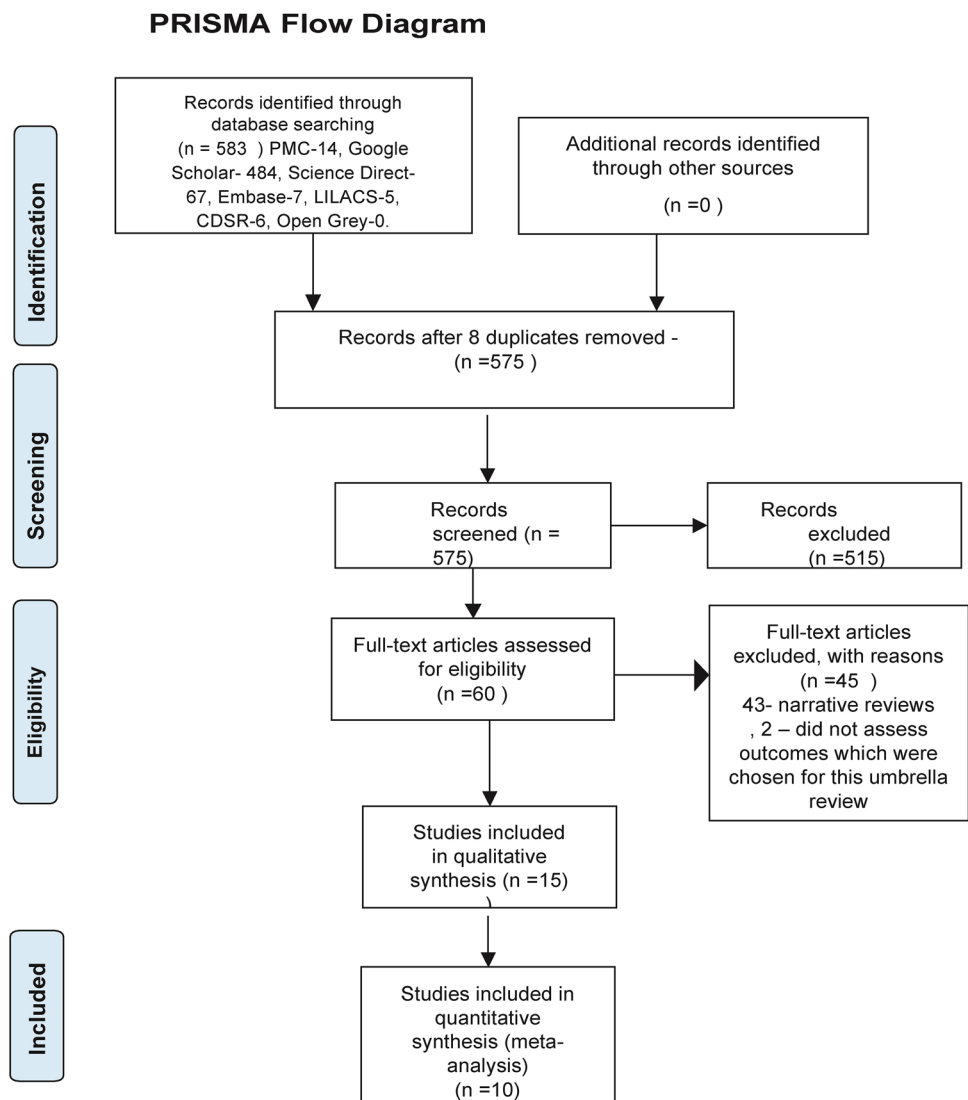 PRISMA Flow Diagram
Identification
Records identified through
database searching
(n = 583 ) PMC-14, Google
Scholar- 484, Science Direct-
67, Embase-7, LILACS-5,
CDSR-6, Open Grey-0.
Additional records identified
through other sources
(n =0 )
Records after 8 duplicates removed -
(n =575 )
Screening
Records
screened (n =
575)
Records
excluded
(n =515)
Eligibility
Full-text articles assessed
for eligibility
(n =60 )
Full-text articles
excluded, with reasons
(n =45 )
43- narrative reviews
, 2 – did not assess
outcomes which were
chosen for this umbrella
review
Studies included
in qualitative
synthesis (n =15)
)
Included
Studies included in
quantitative
synthesis (meta-
analysis)
(n =10)